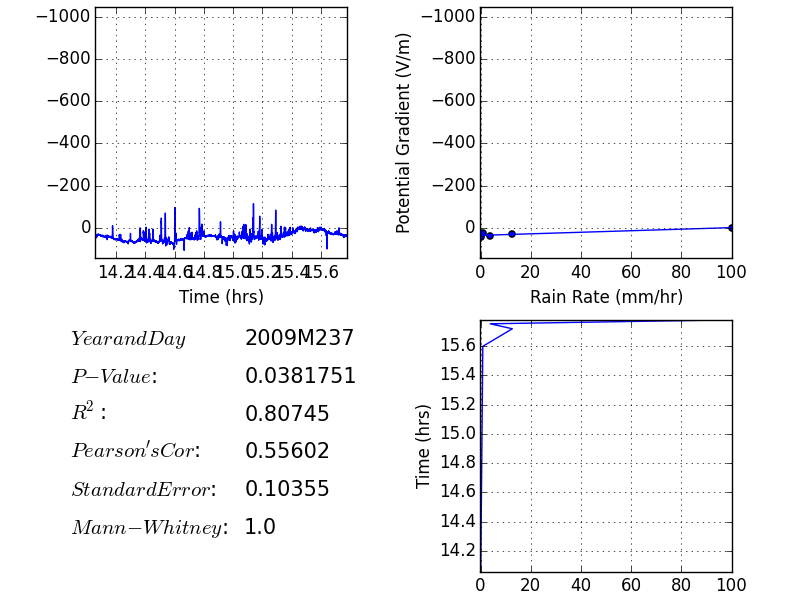 −1000
−800
−600
−400
−200
0
14.2 14.4 14.6 14.8 15.0 15.2 15.4 15.6
Time (hrs)
Potential Gradient (V/m)
−1000
−800
−600
−400
−200
0
0 20 40 60 80 100
Rain Rate (mm/hr)
YearandDay 2009M237
P−Value: 0.0381751
R²: 0.80745
Pearson'sCor: 0.55602
StandardError: 0.10355
Mann−Whitney: 1.0
Time (hrs)
15.6
15.4
15.2
15.0
14.8
14.6
14.4
14.2
0 20 40 60 80 100